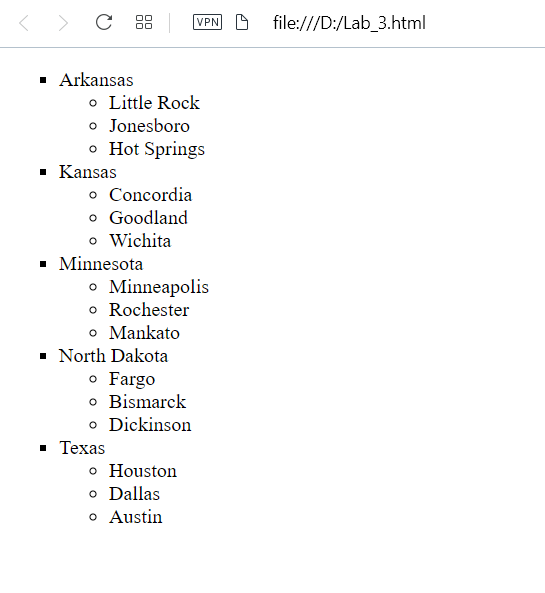 VPN file:///D:/Lab_3.html
Arkansas
Little Rock
Jonesboro
Hot Springs
Kansas
Concordia
Goodland
Wichita
Minnesota
Minneapolis
Rochester
Mankato
North Dakota
Fargo
Bismarck
Dickinson
Texas
Houston
Dallas
Austin